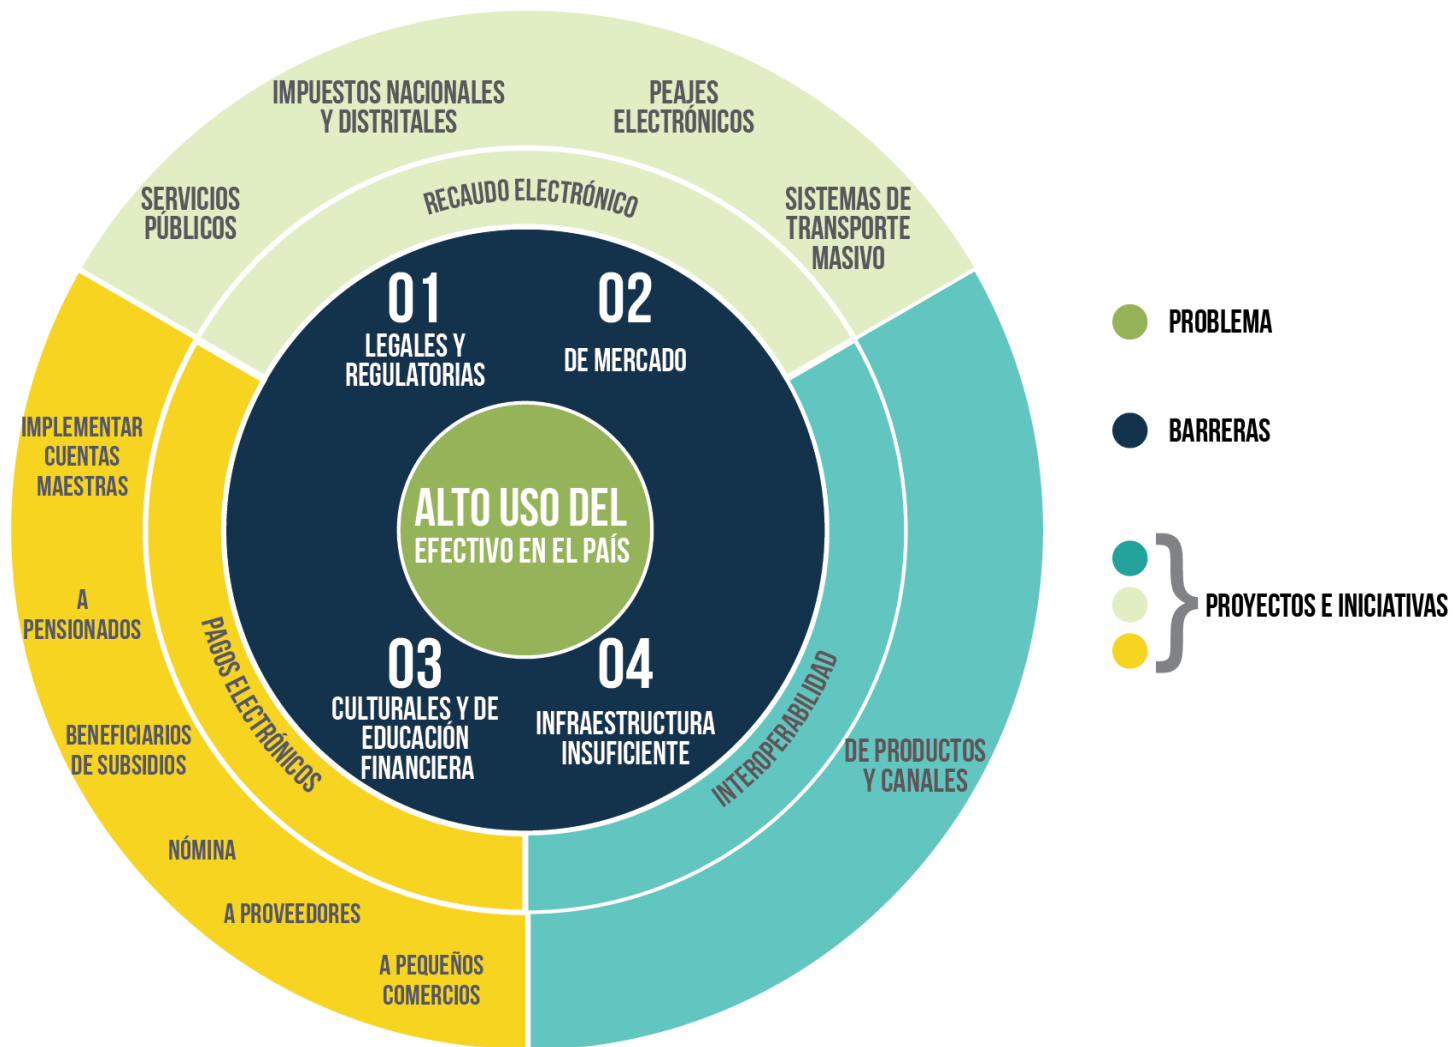 IMPUESTOS NACIONALES
Y DISTRITALES
PEAJES
ELECTRÓNICOS
SERVICIOS
PÚBLICOS
RECAUDO ELECTRÓNICO
SISTEMAS DE
TRANSPORTE
MASIVO
01
LEGALES Y
REGULATORIAS
02
DE MERCADO
ALTO USO DEL
EFECTIVO EN EL PAÍS
03
CULTURALES Y DE
EDUCACIÓN
FINANCIERA
04
INFRAESTRUCTURA
INSUFICIENTE
IMPLEMENTAR
CUENTAS
MAESTRAS
A
PENSIONADOS
BENEFICIARIOS
DE SUBSIDIOS
NÓMINA
A PROVEEDORES
A PEQUEÑOS
COMERCIOS
PAGOS ELECTRÓNICOS
INTEROPERABILIDAD
DE PRODUCTOS
Y CANALES
PROBLEMA
BARRERAS
PROYECTOS E INICIATIVAS